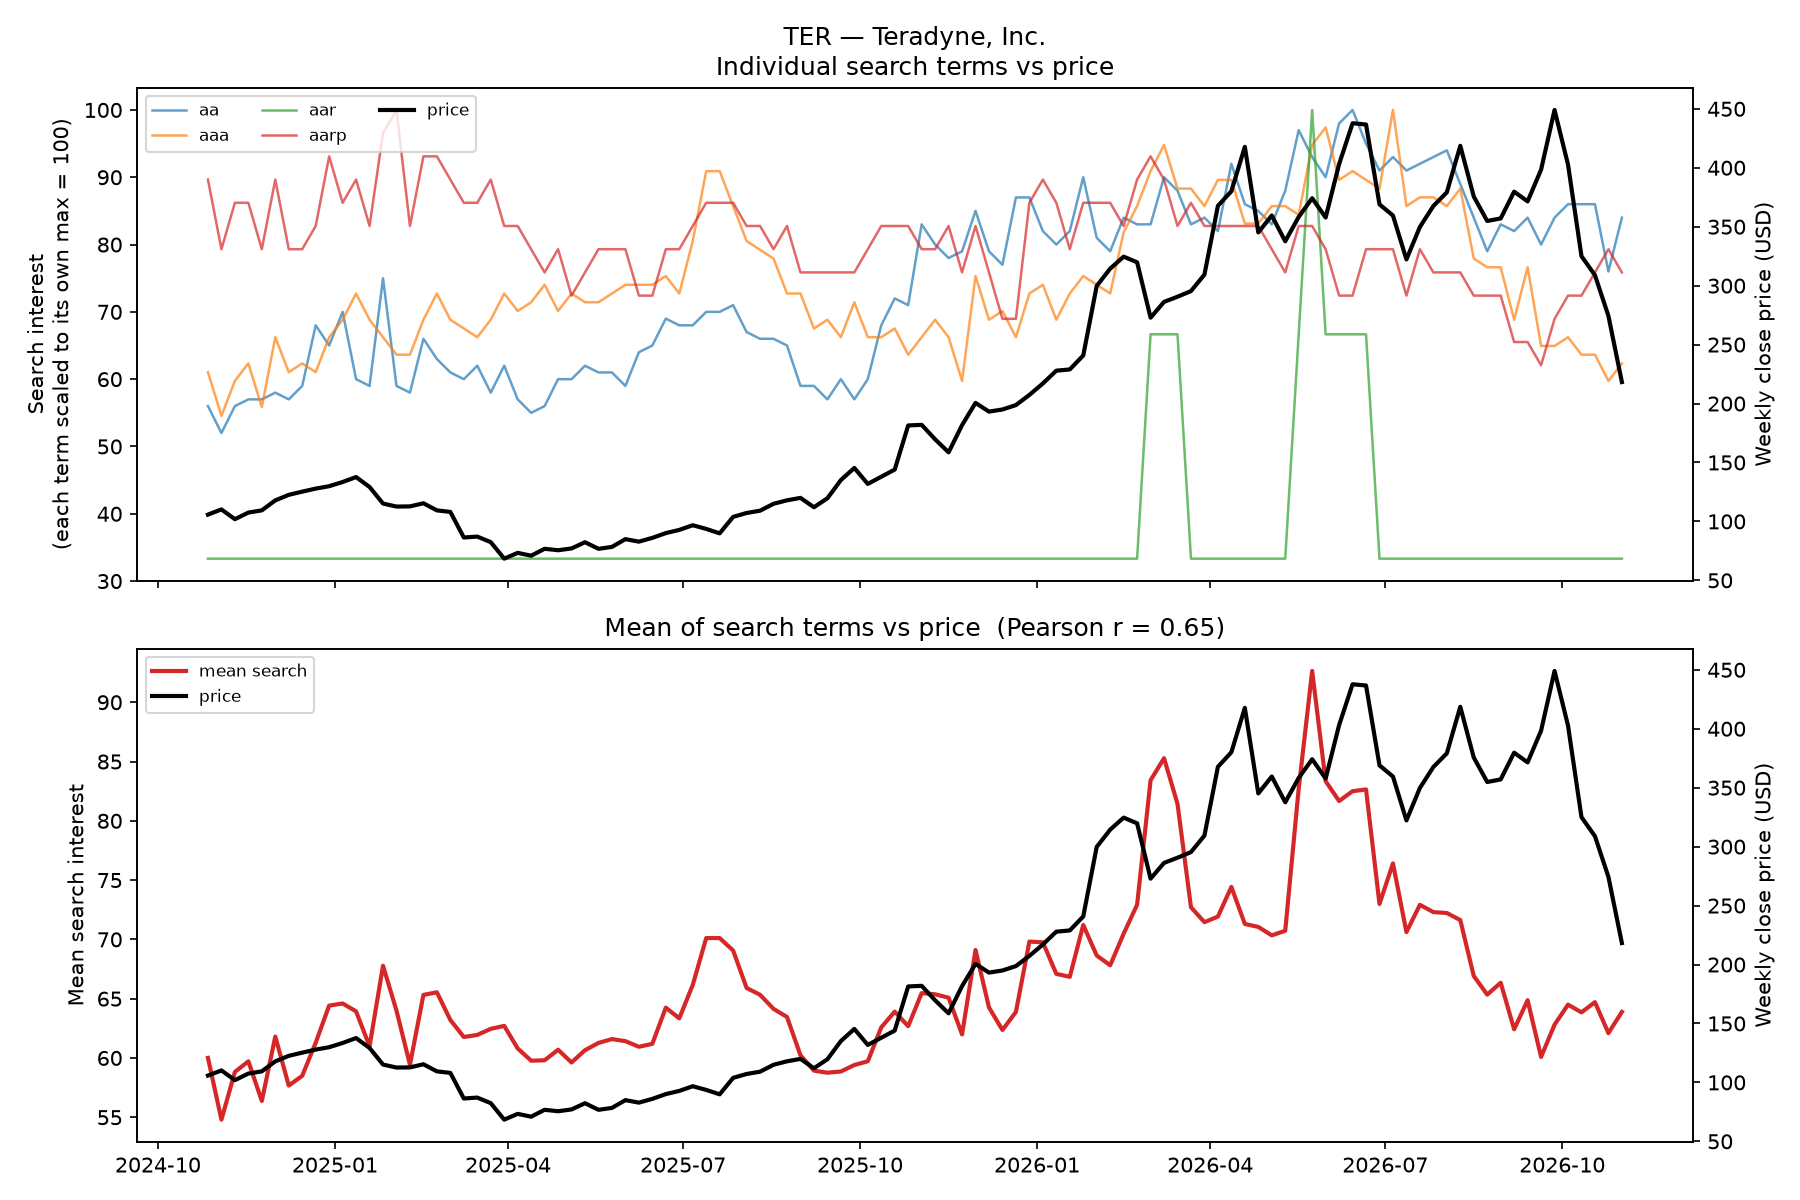 TER — Teradyne, Inc.
Individual search terms vs price
aa
aar
price
aaa
aarp
Search interest
(each term scaled to its own max = 100)
100
90
80
70
60
50
40
30
Weekly close price (USD)
450
400
350
300
250
200
150
100
50
Mean of search terms vs price (Pearson r = 0.65)
mean search
price
Mean search interest
90
85
80
75
70
65
60
55
Weekly close price (USD)
450
400
350
300
250
200
150
100
50
2024-10
2025-01
2025-04
2025-07
2025-10
2026-01
2026-04
2026-07
2026-10